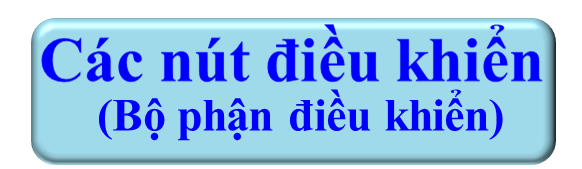 Các nút điều khiển
(Bộ phận điều khiển)